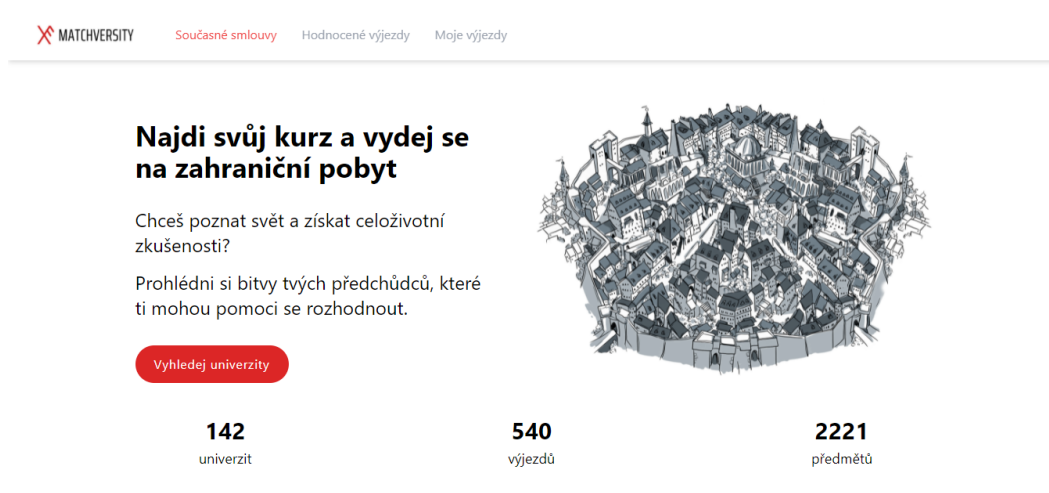 MATCHVERSITY Současné smlouvy Hodnocené výjezdy Moje výjezdy
Najdi svůj kurz a vydej se
na zahraniční pobyt
Chceš poznat svět a získat celoživotní
zkušenosti?
Prohlédni si bitvy tvých předchůdců, které
ti mohou pomoci se rozhodnout.
Vyhledej univerzity
142 540 2221
univerzit výjezdů předmětů